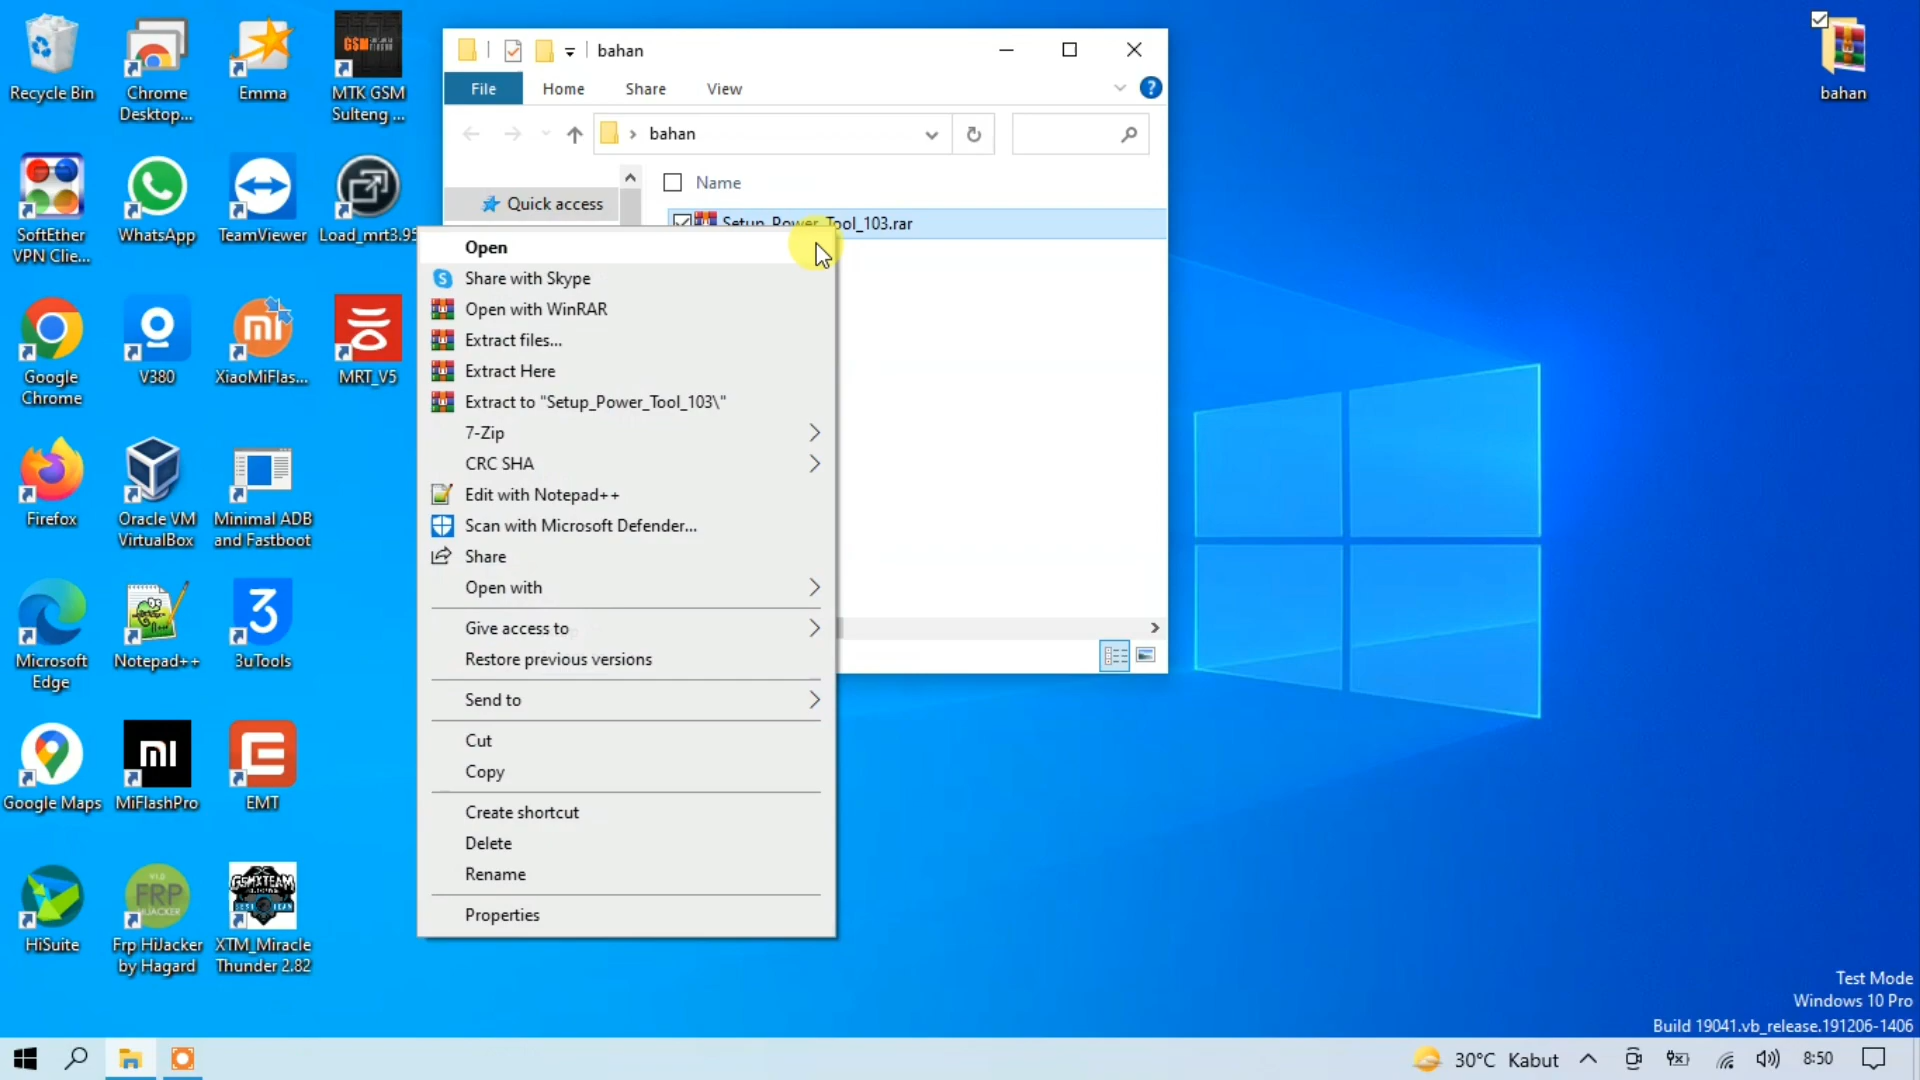 Recycle Bin
Chrome
Desktop...
Emma
MTK GSM
Sulteng ...
SoftEther
VPN Clie...
WhatsApp
TeamViewer
Load_mrt3.95
Google
Chrome
V380
XiaoMiFlas...
MRT_V5
Firefox
Oracle VM
VirtualBox
Minimal ADB
and Fastboot
Microsoft
Edge
Notepad++
3uTools
Google Maps
MiFlashPro
EMT
HiSuite
Frp HiJacker
by Hagard
XTM_Miracle
Thunder 2.82
bahan
File
Home
Share
View
bahan
Name
Quick access
Setup_Power_Tool_103.rar
Open
Share with Skype
Open with WinRAR
Extract files...
Extract Here
Extract to "Setup_Power_Tool_103\"
7-Zip
CRC SHA
Edit with Notepad++
Scan with Microsoft Defender...
Share
Open with
Give access to
Restore previous versions
Send to
Cut
Copy
Create shortcut
Delete
Rename
Properties
bahan
Test Mode
Windows 10 Pro
Build 19041.vb_release.191206-1406
30°C Kabut
8:50